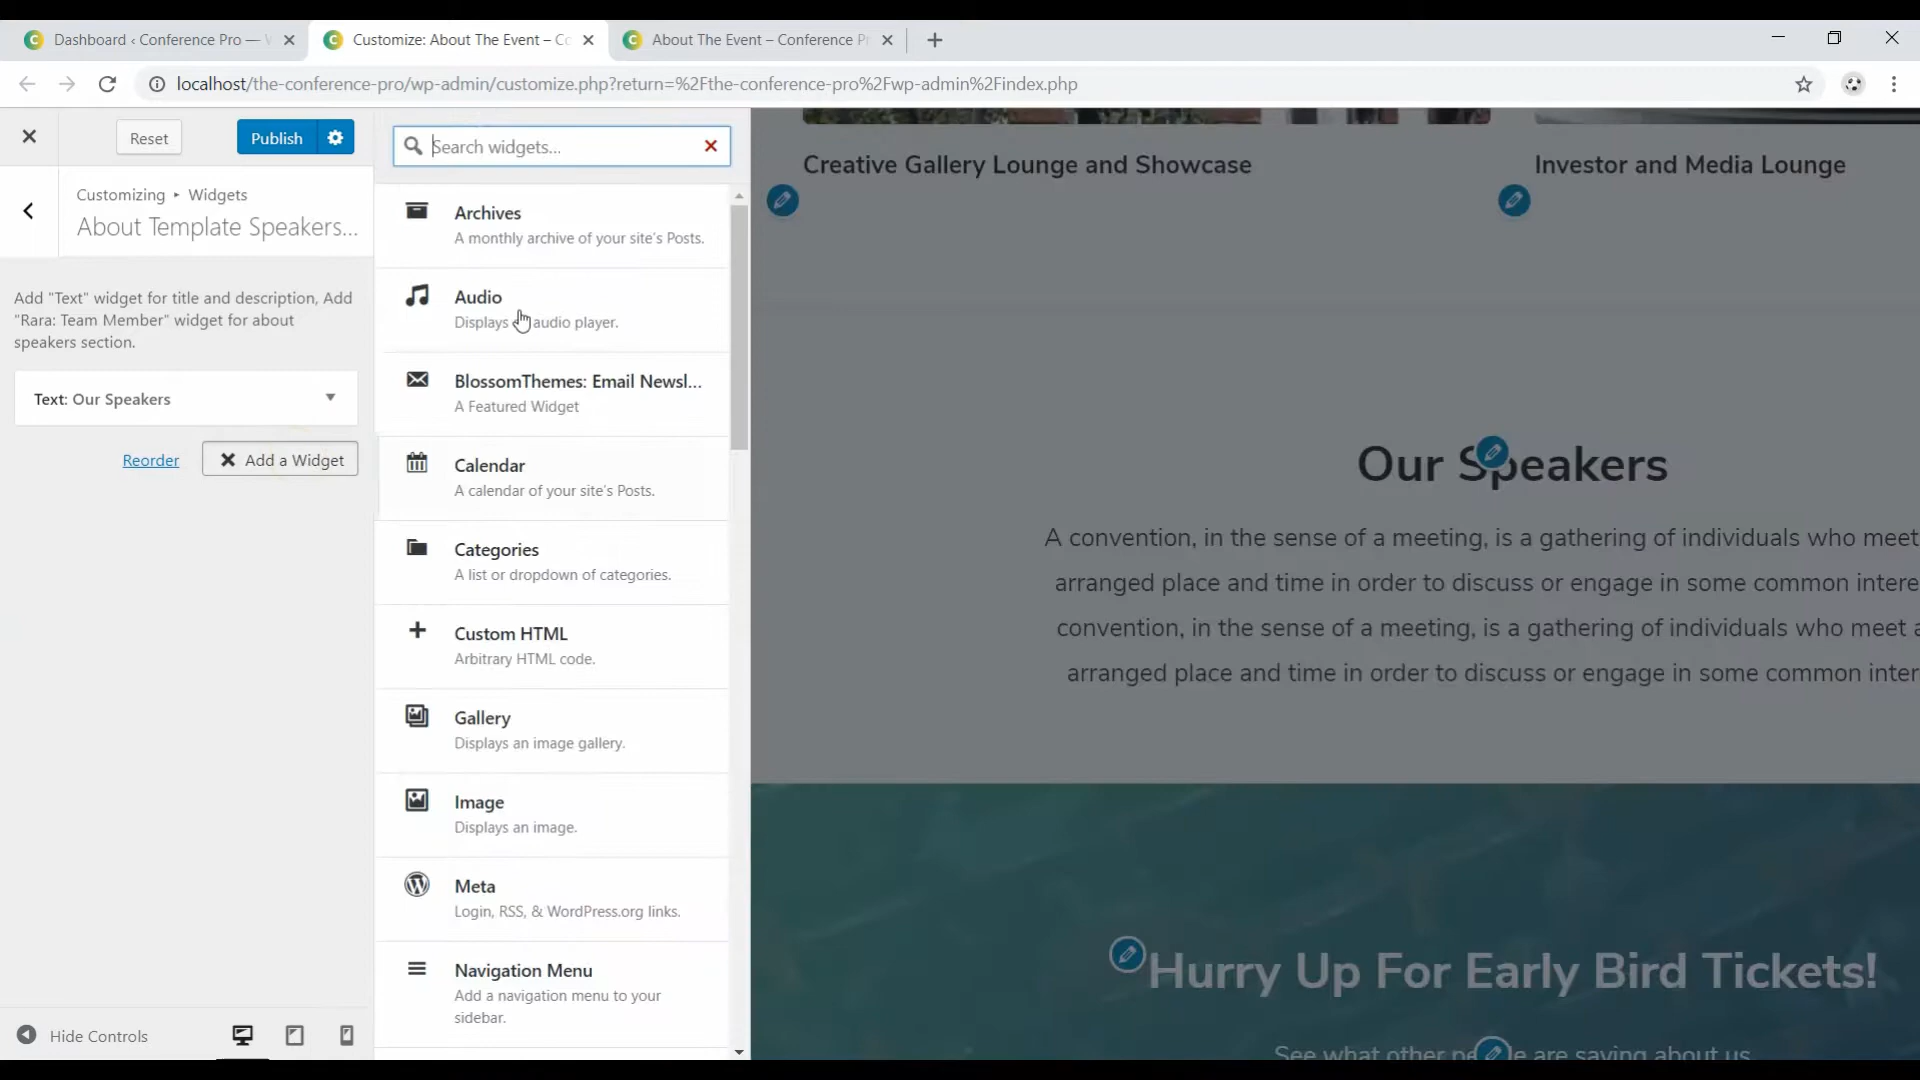 Dashboard ‹ Conference Pro —
Customize: About The Event – Co
About The Event – Conference Pr
localhost/the-conference-pro/wp-admin/customize.php?return=%2Fthe-conference-pro%2Fwp-admin%2Findex.php
Reset
Publish
Customizing ▸ Widgets
About Template Speakers...
Add "Text" widget for title and description, Add
"Rara: Team Member" widget for about
speakers section.
Text: Our Speakers
Reorder
Add a Widget
Hide Controls
Search widgets...
Archives
A monthly archive of your site's Posts.
Audio
Displays audio player.
BlossomThemes: Email Newsl...
A Featured Widget
Calendar
A calendar of your site's Posts.
Categories
A list or dropdown of categories.
Custom HTML
Arbitrary HTML code.
Gallery
Displays an image gallery.
Image
Displays an image.
Meta
Login, RSS, & WordPress.org links.
Navigation Menu
Add a navigation menu to your
sidebar.
Creative Gallery Lounge and Showcase
Investor and Media Lounge
Our Speakers
A convention, in the sense of a meeting, is a gathering of individuals who meet
arranged place and time in order to discuss or engage in some common intere
convention, in the sense of a meeting, is a gathering of individuals who meet a
arranged place and time in order to discuss or engage in some common inter
Hurry Up For Early Bird Tickets!
See what other people are saying about us